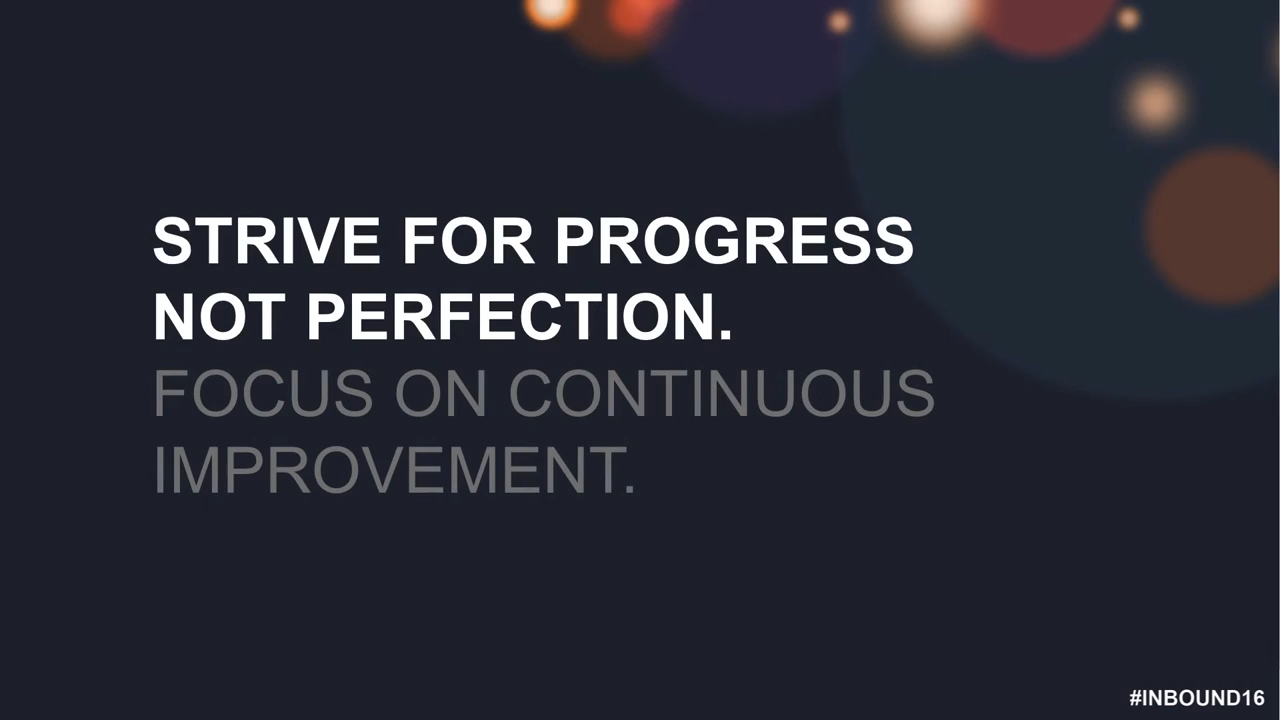 STRIVE FOR PROGRESS
NOT PERFECTION.
FOCUS ON CONTINUOUS
IMPROVEMENT.
#INBOUND16